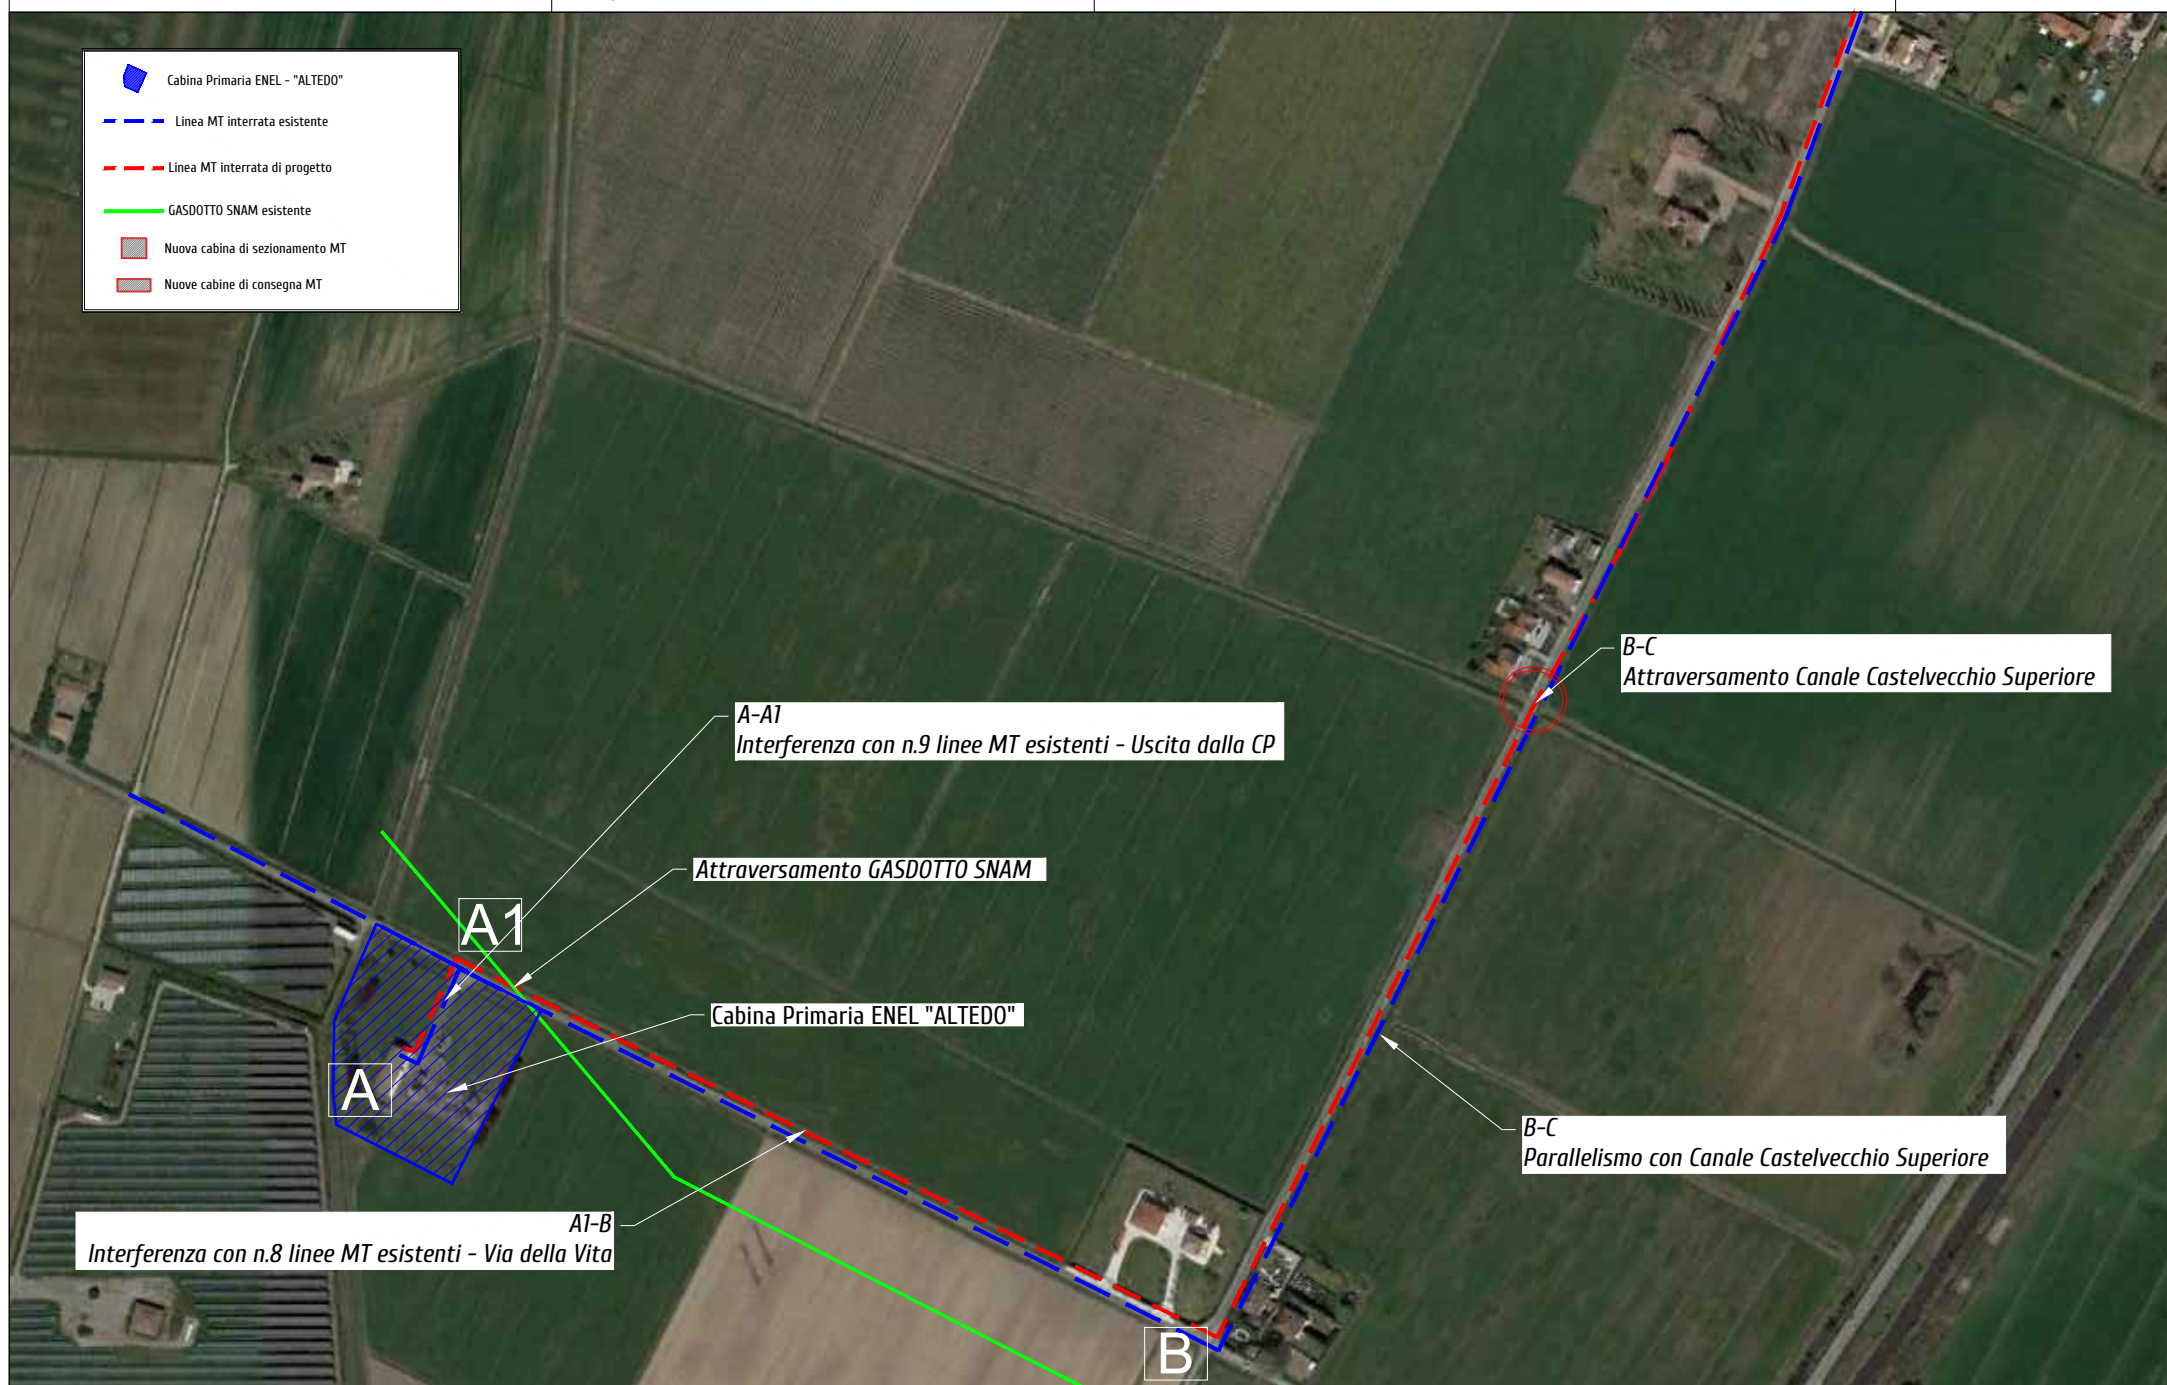 Cabina Primaria ENEL - "ALTEDO"
Linea MT interrata esistente
Linea MT interrata di progetto
GASDOTTO SNAM esistente
Nuova cabina di sezionamento MT
Nuove cabine di consegna MT
B-C
Attraversamento Canale Castelvecchio Superiore
A-A1
Interferenza con n.9 linee MT esistenti - Uscita dalla CP
Attraversamento GASDOTTO SNAM
A1
Cabina Primaria ENEL "ALTEDO"
A
B-C
Parallelismo con Canale Castelvecchio Superiore
A1-B
Interferenza con n.8 linee MT esistenti - Via della Vita
B